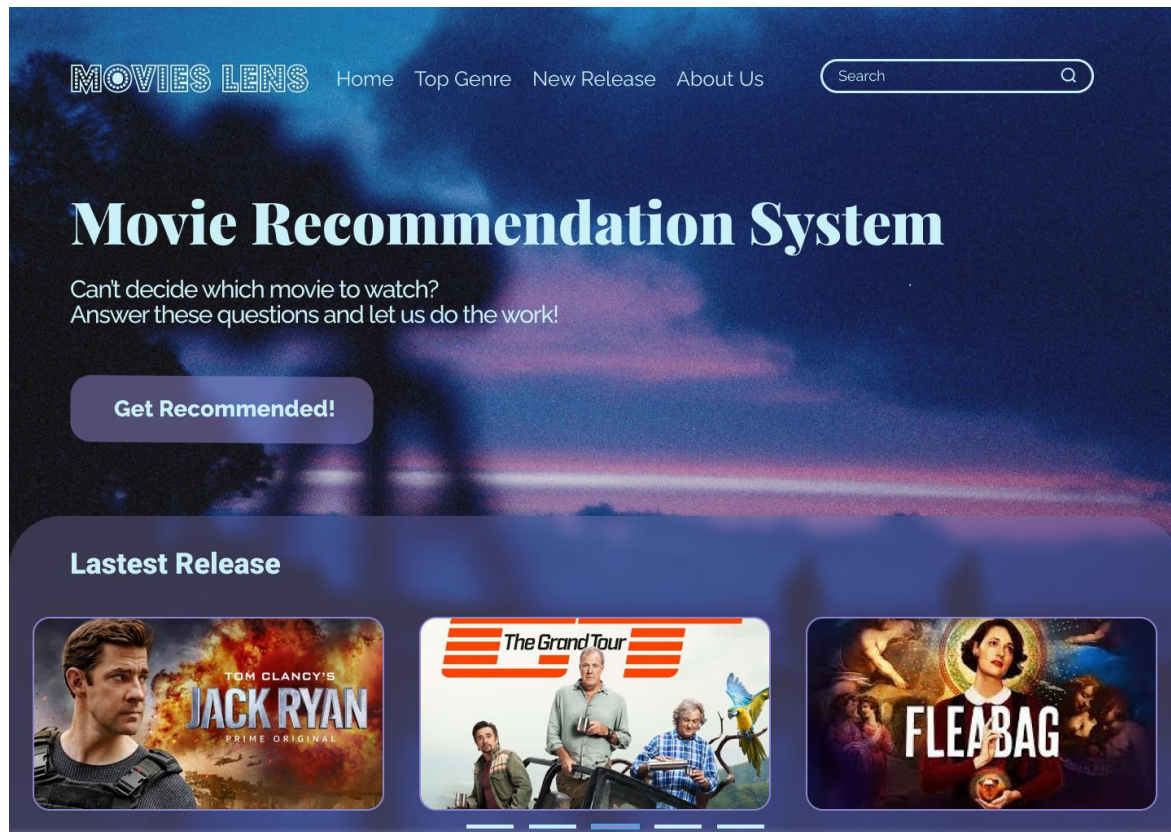 MOVIES LENS
Home Top Genre New Release About Us
Search
Movie Recommendation System
Can't decide which movie to watch?
Answer these questions and let us do the work!
Get Recommended!
Lastest Release
TOM CLANCY'S
JACK RYAN
PRIME ORIGINAL
The Grand Tour
FLEABAG